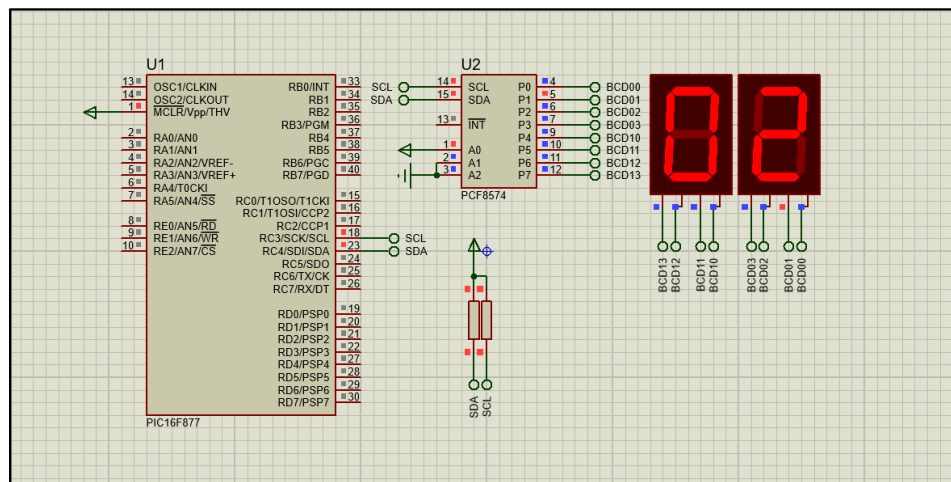 U1
13 OSC1/CLKIN
14 OSC2/CLKOUT
1 MCLR/Vpp/THV
2 RA0/AN0
3 RA1/AN1
4 RA2/AN2/VREF-
5 RA3/AN3/VREF+
6 RA4/T0CKI
7 RA5/AN4/SS
8 RE0/AN5/RD
9 RE1/AN6/WR
10 RE2/AN7/CS
RB0/INT 33
RB1 34
RB2 35
RB3/PGM 36
RB4 37
RB5 38
RB6/PGC 39
RB7/PGD 40
RC0/T1OSO/T1CKI 15
RC1/T1OSI/CCP2 16
RC2/CCP1 17
RC3/SCK/SCL 18 SCL
RC4/SDI/SDA 23 SDA
RC5/SDO 24
RC6/TX/CK 25
RC7/RX/DT 26
RD0/PSP0 19
RD1/PSP1 20
RD2/PSP2 21
RD3/PSP3 22
RD4/PSP4 27
RD5/PSP5 28
RD6/PSP6 29
RD7/PSP7 30
PIC16F877
U2
SCL 14 SCL
SDA 15 SDA
13 INT
1 A0
2 A1
3 A2
P0 4 BCD00
P1 5 BCD01
P2 6 BCD02
P3 7 BCD03
P4 9 BCD10
P5 10 BCD11
P6 11 BCD12
P7 12 BCD13
PCF8574
SDA
SCL
02
BCD13
BCD12
BCD11
BCD10
BCD03
BCD02
BCD01
BCD00